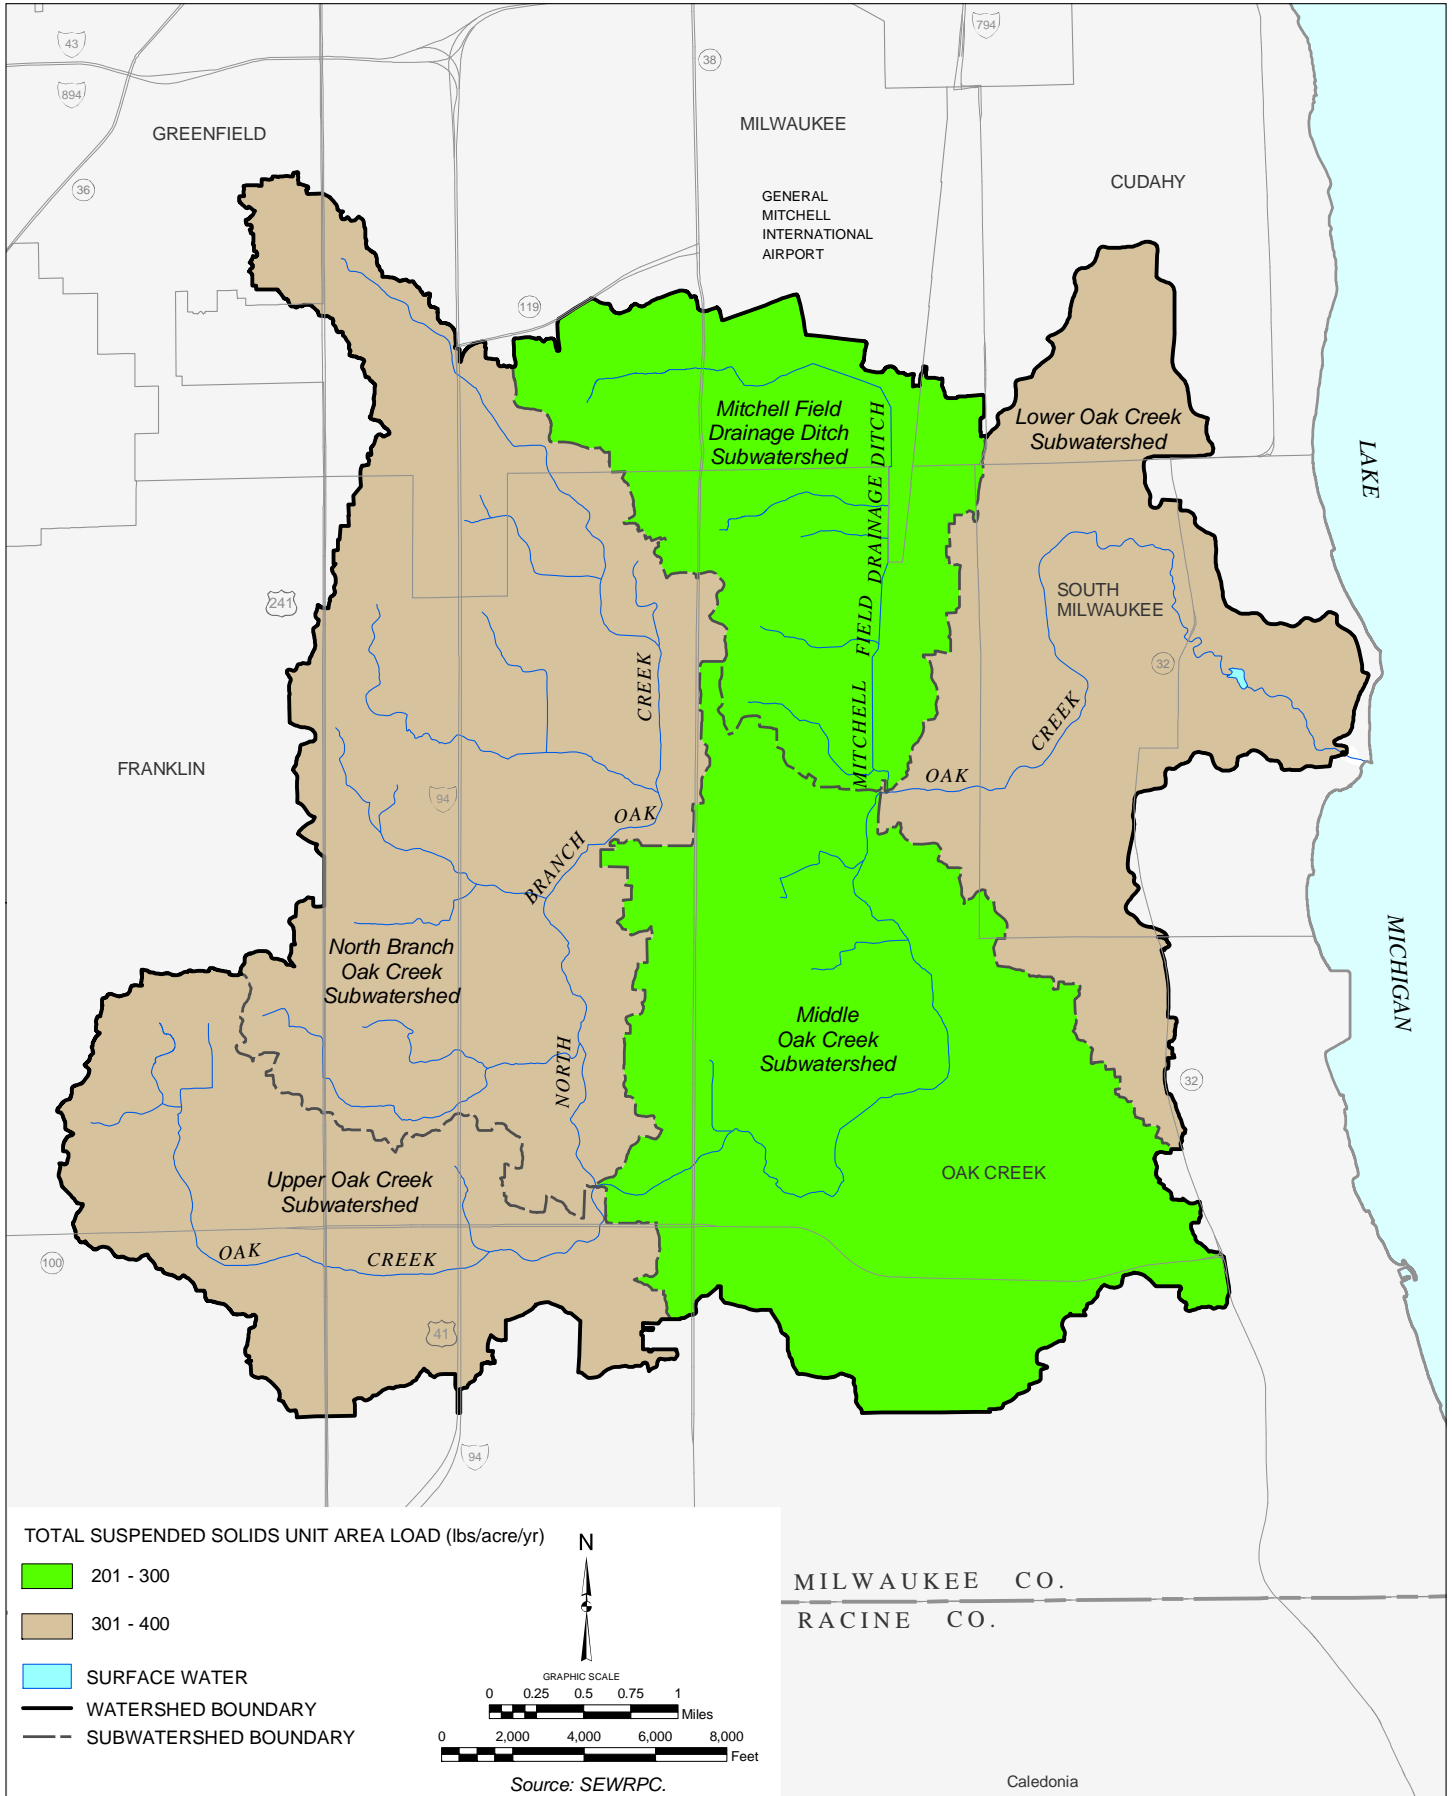 43
894
38
794
GREENFIELD
MILWAUKEE
CUDAHY
36
GENERAL
MITCHELL
INTERNATIONAL
AIRPORT
119
Mitchell Field
Drainage Ditch
Subwatershed
Lower Oak Creek
Subwatershed
MITCHELL FIELD DRAINAGE DITCH
LAKE
MICHIGAN
241
SOUTH
MILWAUKEE
32
FRANKLIN
94
OAK CREEK
NORTH BRANCH OAK CREEK
North Branch
Oak Creek
Subwatershed
Middle
Oak Creek
Subwatershed
32
Upper Oak Creek
Subwatershed
OAK CREEK
OAK CREEK
100
41
94
TOTAL SUSPENDED SOLIDS UNIT AREA LOAD (lbs/acre/yr)
201 - 300
301 - 400
SURFACE WATER
WATERSHED BOUNDARY
SUBWATERSHED BOUNDARY
N
GRAPHIC SCALE
0 0.25 0.5 0.75 1
Miles
0 2,000 4,000 6,000 8,000
Feet
Source: SEWRPC.
MILWAUKEE CO.
RACINE CO.
Caledonia